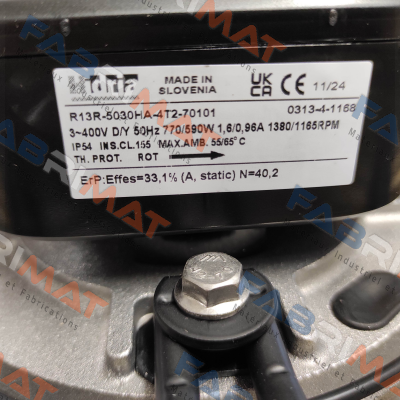 MADE IN
SLOVENIA
UK
CA CE 11/24
R13R-5030HA-4T2-70101 0313-4-1168
3~400V D/Y 50Hz 770/590W 1,6/0,96A 1380/1165RPM
IP54 INS.CL.155 MAX.AMB. 55/65°C
TH. PROT. ROT
ErP:Effes=33,1% (A, static) N=40,2
FABRIMAT